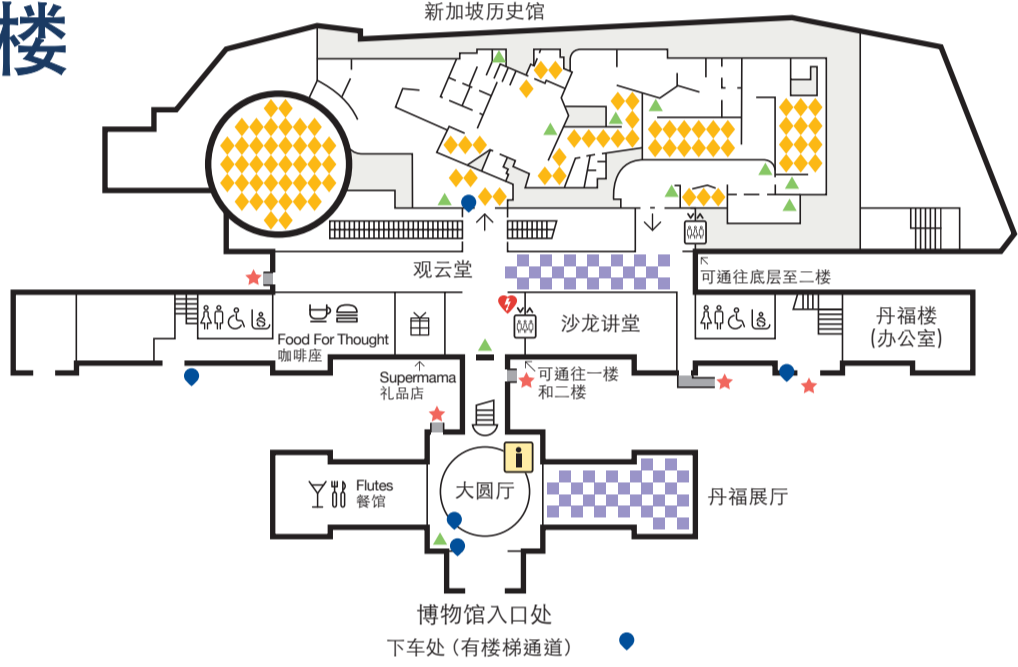 楼
新加坡历史馆
观云堂
可通往底层至二楼
Food For Thought
咖啡座
沙龙讲堂
丹福楼
(办公室)
Supermama
礼品店
可通往一楼
和二楼
Flutes
餐馆
大圆厅
i
丹福展厅
博物馆入口处
下车处 (有楼梯通道)